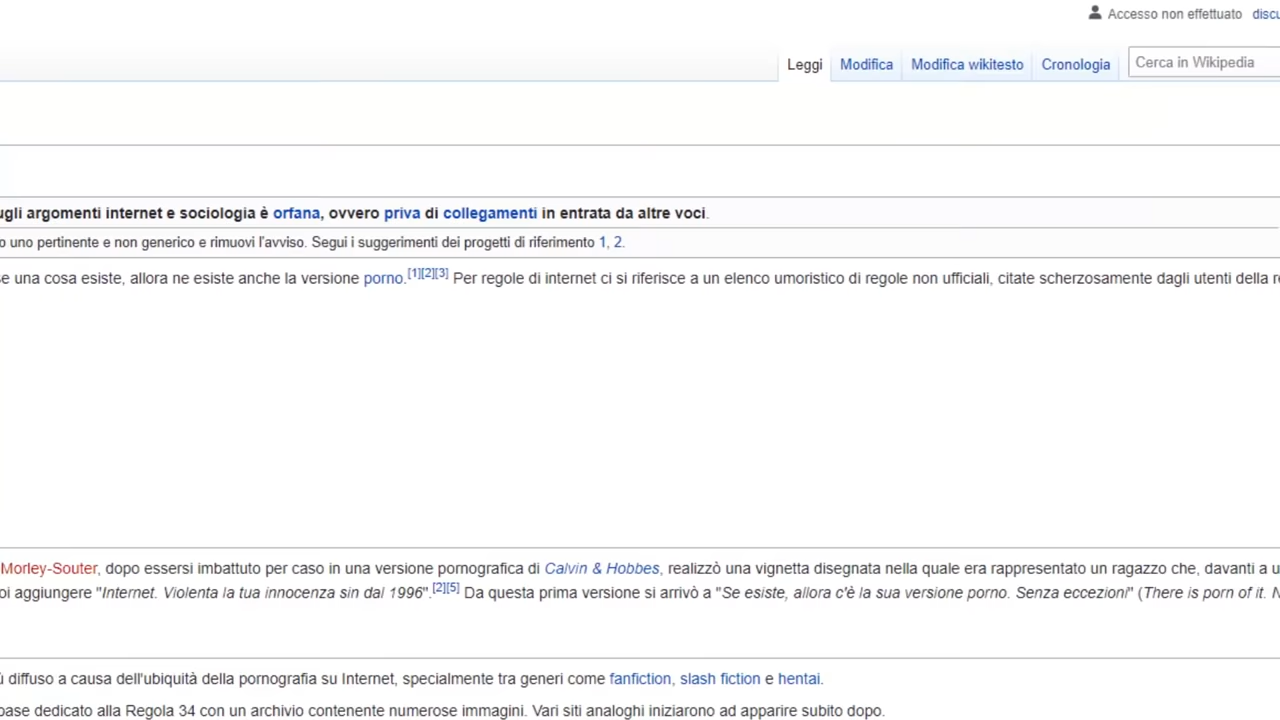 Accesso non effettuato discu
Leggi Modifica Modifica wikitesto Cronologia Cerca in Wikipedia
ugli argomenti internet e sociologia è orfana, ovvero priva di collegamenti in entrata da altre voci.
o uno pertinente e non generico e rimuovi l'avviso. Segui i suggerimenti dei progetti di riferimento 1, 2.
se una cosa esiste, allora ne esiste anche la versione porno.[1][2][3] Per regole di internet ci si riferisce a un elenco umoristico di regole non ufficiali, citate scherzosamente dagli utenti della r
Morley-Souter, dopo essersi imbattuto per caso in una versione pornografica di Calvin & Hobbes, realizzò una vignetta disegnata nella quale era rappresentato un ragazzo che, davanti a u
oi aggiungere "Internet. Violenta la tua innocenza sin dal 1996".[2][5] Da questa prima versione si arrivò a "Se esiste, allora c'è la sua versione porno. Senza eccezioni" (There is porn of it. N
ù diffuso a causa dell'ubiquità della pornografia su Internet, specialmente tra generi come fanfiction, slash fiction e hentai.
base dedicato alla Regola 34 con un archivio contenente numerose immagini. Vari siti analoghi iniziarono ad apparire subito dopo.